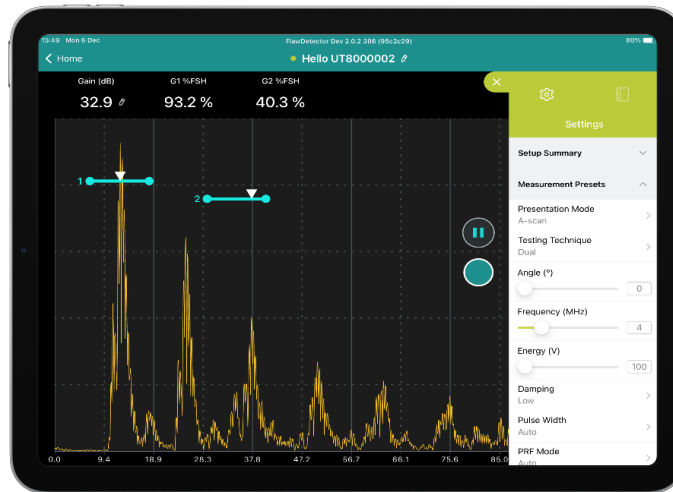 15:49 Mon 6 Dec
FlawDetector Dev 2.0.2 306 (95c2c29)
80%
Home
Hello UT8000002
Gain (dB) G1 %FSH G2 %FSH
32.9 93.2 % 40.3 %
Settings
Setup Summary
Measurement Presets
1
2
Presentation Mode
A-scan
Testing Technique
Dual
Angle (°)
0
Frequency (MHz)
4
Energy (V)
100
Damping
Low
Pulse Width
Auto
PRF Mode
Auto
0.0 9.4 18.9 28.3 37.8 47.2 56.7 66.1 75.6 85.0